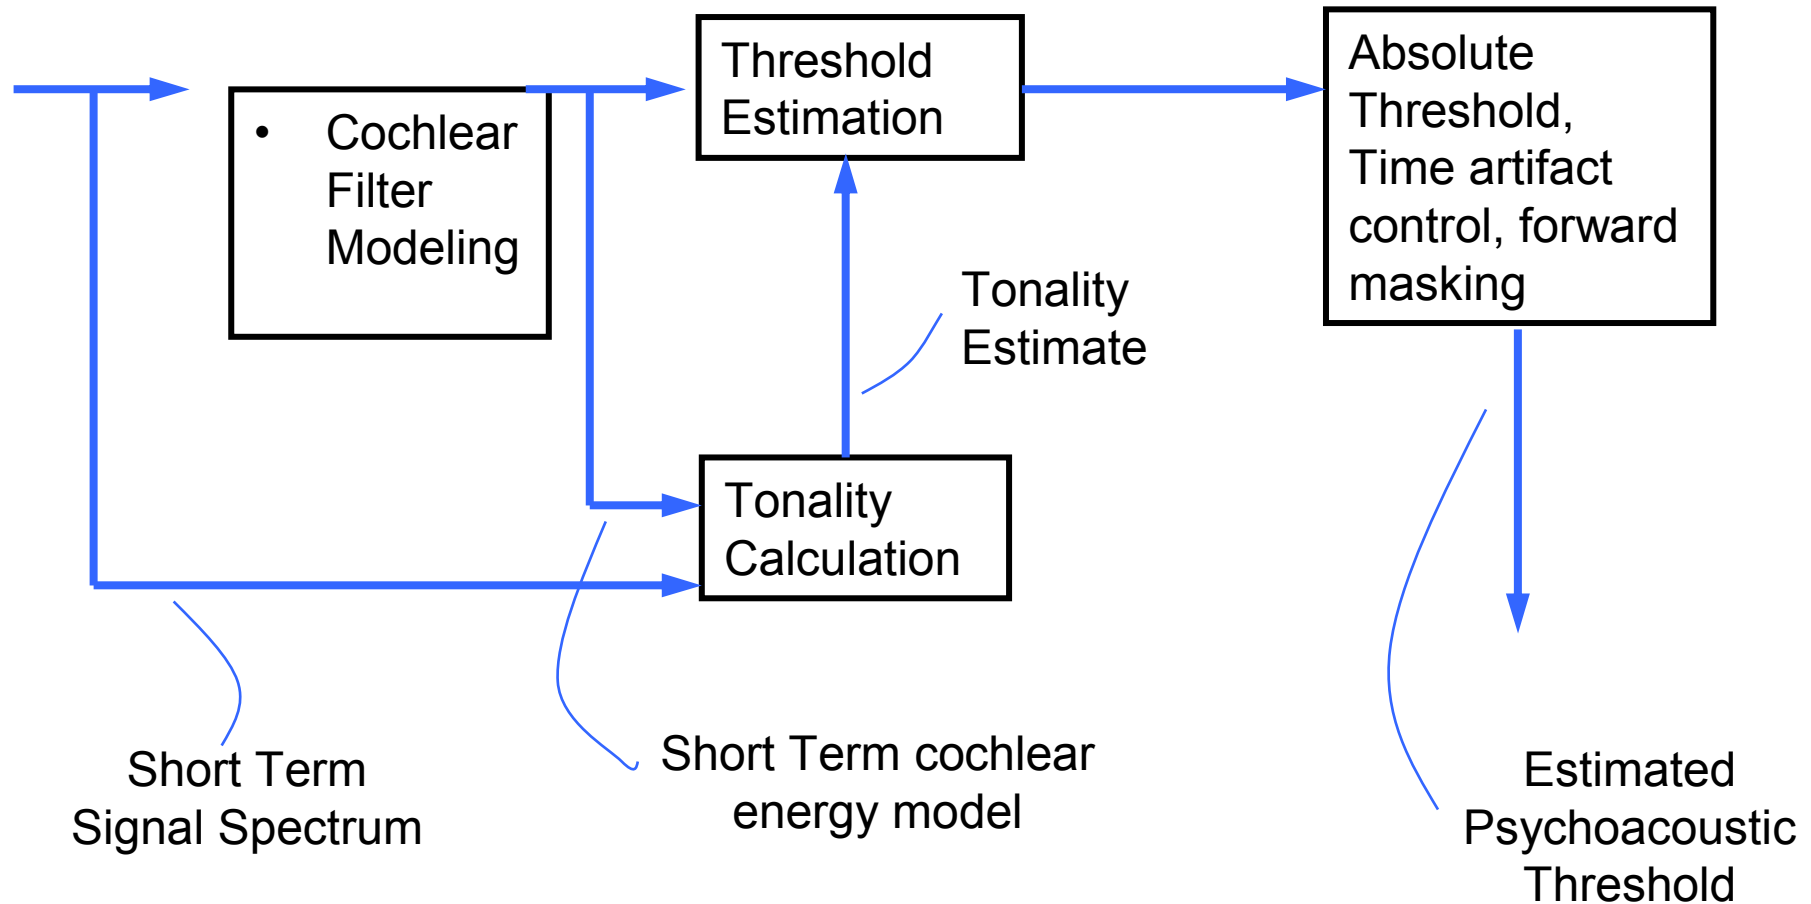 • Cochlear
Filter
Modeling
Threshold
Estimation
Absolute
Threshold,
Time artifact
control, forward
masking
Tonality
Estimate
Tonality
Calculation
Short Term
Signal Spectrum
Short Term cochlear
energy model
Estimated
Psychoacoustic
Threshold